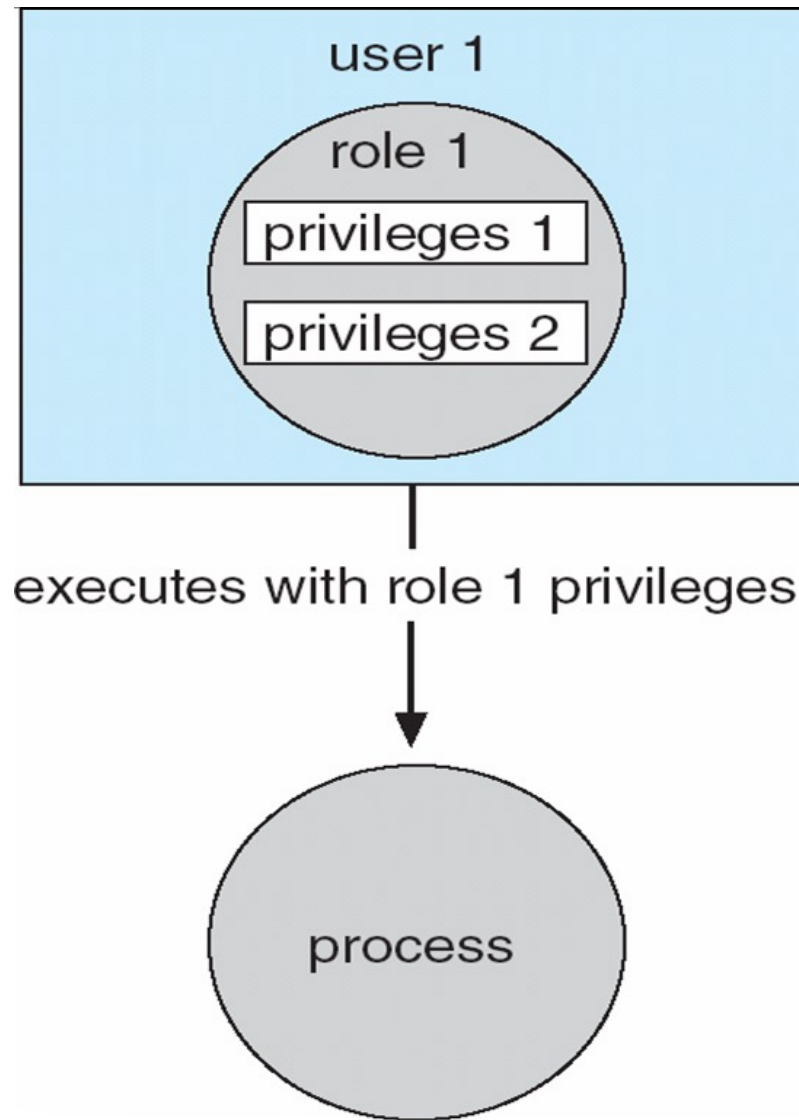 user 1
role 1
privileges 1
privileges 2
executes with role 1 privileges
process